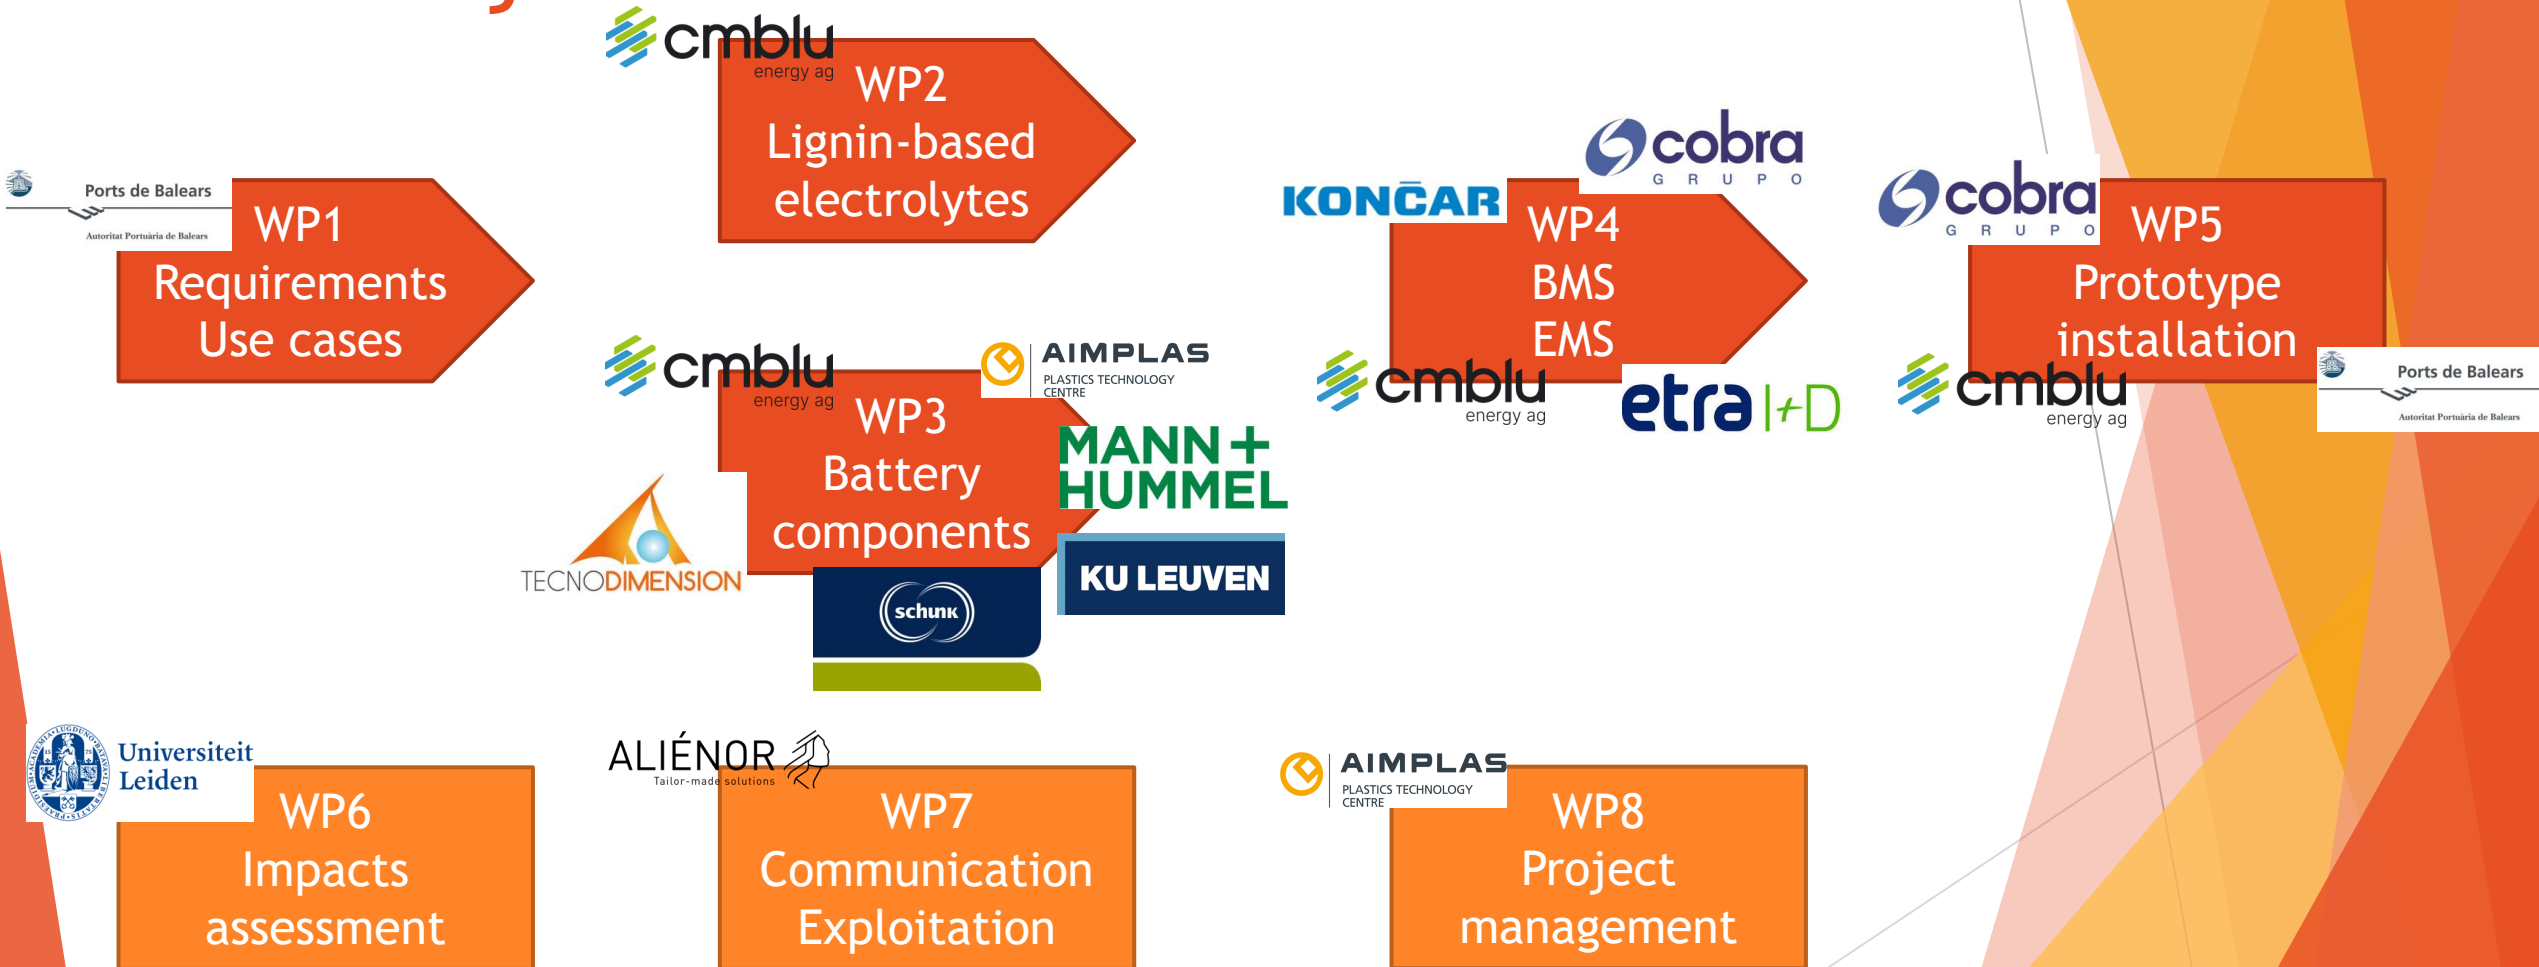 cmblu
energy ag
WP2
Lignin-based
electrolytes
Ports de Balears
Autoritat Portuària de Balears
WP1
Requirements
Use cases
KONČAR
cobra
GRUPO
WP4
BMS
EMS
cmblu
energy ag
etra I+D
cobra
GRUPO
WP5
Prototype
installation
cmblu
energy ag
Ports de Balears
Autoritat Portuària de Balears
cmblu
energy ag
AIMPLAS
PLASTICS TECHNOLOGY
CENTRE
WP3
Battery
components
MANN+
HUMMEL
TECNODIMENSION
schunk
KU LEUVEN
Universiteit
Leiden
WP6
Impacts
assessment
ALIÉNOR
Tailor-made solutions
WP7
Communication
Exploitation
AIMPLAS
PLASTICS TECHNOLOGY
CENTRE
WP8
Project
management